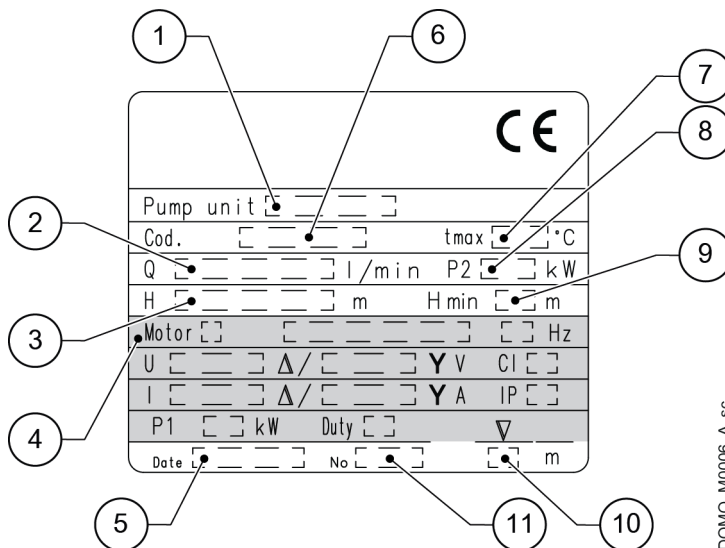 1
6
7
8
2
9
3
4
5
11
10
CE
Pump unit
Cod. tmax °C
Q l/min P2 kW
H m Hmin m
Motor Hz
U Δ/ Y V Cl
I Δ/ Y A IP
P1 kW Duty ∇
Date No m
DOMO_M0006_A_sc